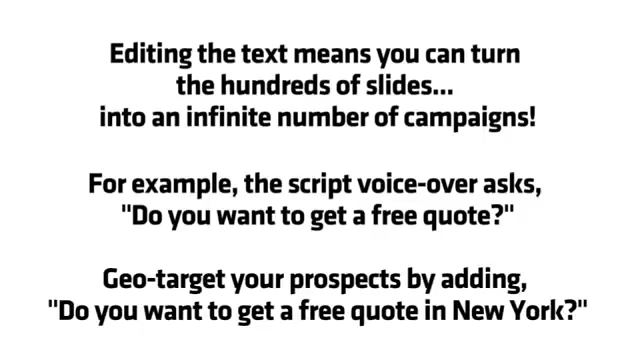 Editing the text means you can turn
the hundreds of slides...
into an infinite number of campaigns!
For example, the script voice-over asks,
"Do you want to get a free quote?"
Geo-target your prospects by adding,
"Do you want to get a free quote in New York?"